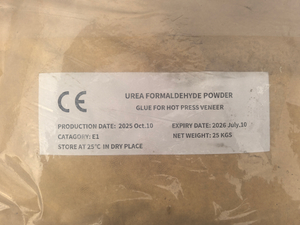 CE
UREA FORMALDEHYDE POWDER
GLUE FOR HOT PRESS VENEER
PRODUCTION DATE: 2025 Oct.10 EXPIRY DATE: 2026 July.10
CATAGORY: E1 NET WEIGHT: 25 KGS
STORE AT 25℃ IN DRY PLACE